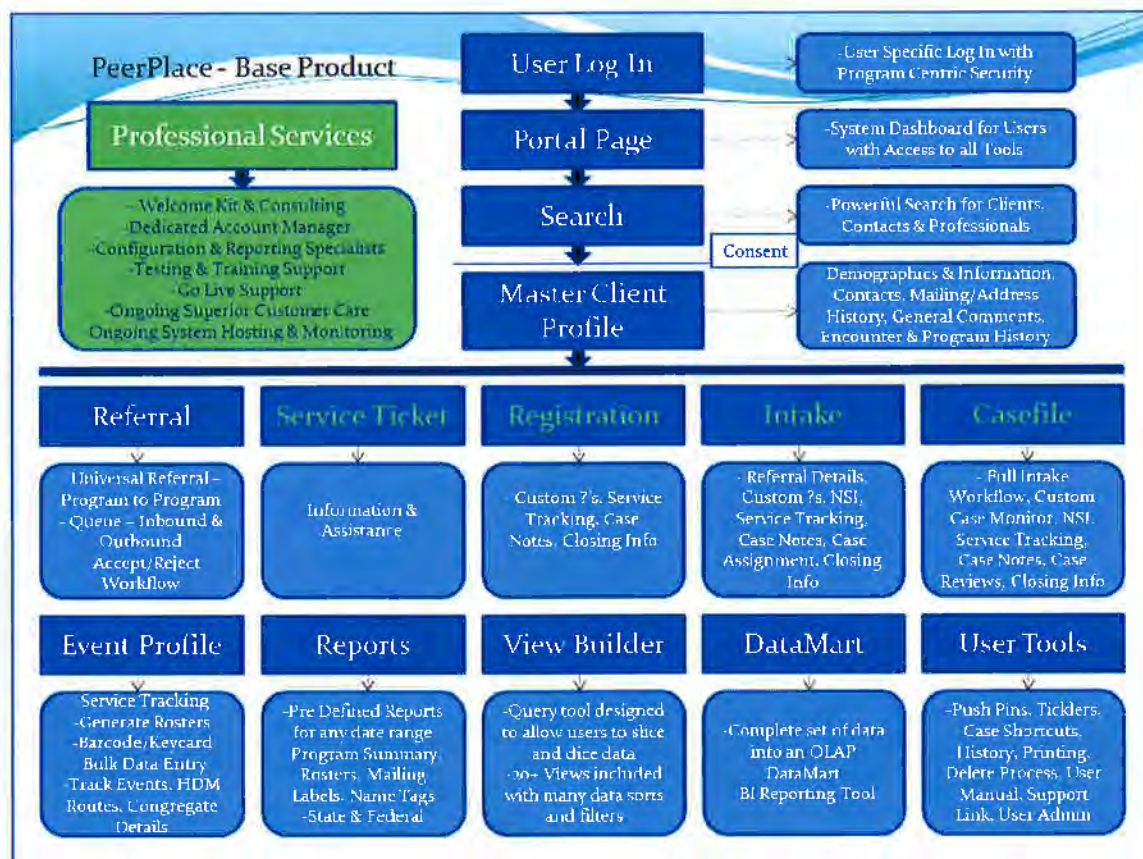 PeerPlace - Base Product
Professional Services
- Welcome Kit & Consulting
-Dedicated Account Manager
-Configuration & Reporting Specialists
-Testing & Training Support
- Go Live Support
-Ongoing Superior Customer Care
Ongoing System Hosting & Monitoring
User Log In
-User Specific Log In with
Program Centric Security
Portal Page
-System Dashboard for Users
with Access to all Tools
Search
-Powerful Search for Clients,
Contacts & Professionals
Consent
Master Client
Profile
Demographics & Information,
Contacts, Mailing/Address
History, General Comments,
Encounter & Program History
Referral
Universal Referral –
Program to Program
- Queue – Inbound &
Outbound
Accept/Reject
Workflow
Service Ticket
Information &
Assistance
Registration
- Custom ?'s, Service
Tracking, Case
Notes, Closing Info
Intake
- Referral Details,
Custom ?s, NSI,
Service Tracking,
Case Notes, Case
Assignment, Closing
Info
Casefile
- Full Intake
Workflow, Custom
Case Monitor, NSI,
Service Tracking,
Case Notes, Case
Reviews, Closing Info
Event Profile
Service Tracking
-Generate Rosters
-Barcode/Keycard
Bulk Data Entry
-Track Events, HDM
Routes, Congregate
Details
Reports
-Pre Defined Reports
for any date range
Program Summary
Rosters, Mailing
Labels, Name Tags
-State & Federal
View Builder
-Query tool designed
to allow users to slice
and dice data
-20+ Views included
with many data sorts
and filters
DataMart
-Complete set of data
into an OLAP
DataMart
BI Reporting Tool
User Tools
-Push Pins, Ticklers,
Case Shortcuts,
History, Printing,
Delete Process, User
Manual, Support
Link, User Admin